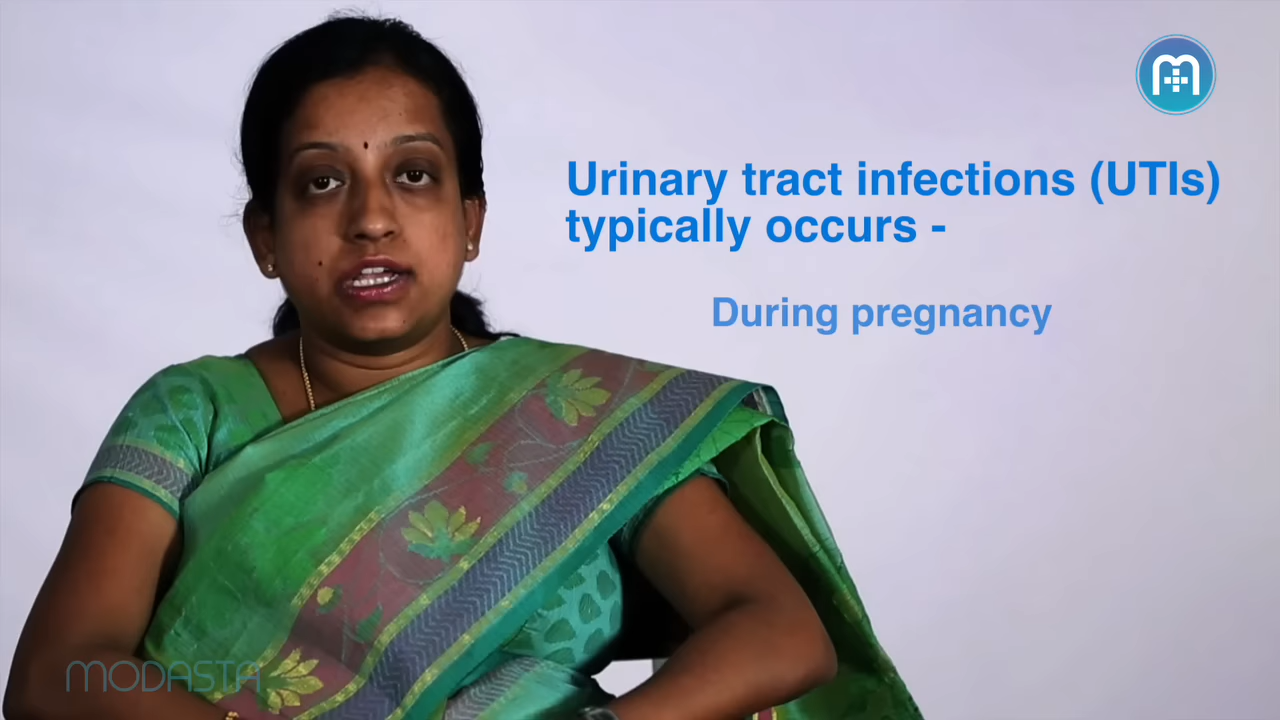 Urinary tract infections (UTIs)
typically occurs -
During pregnancy
MODASTA